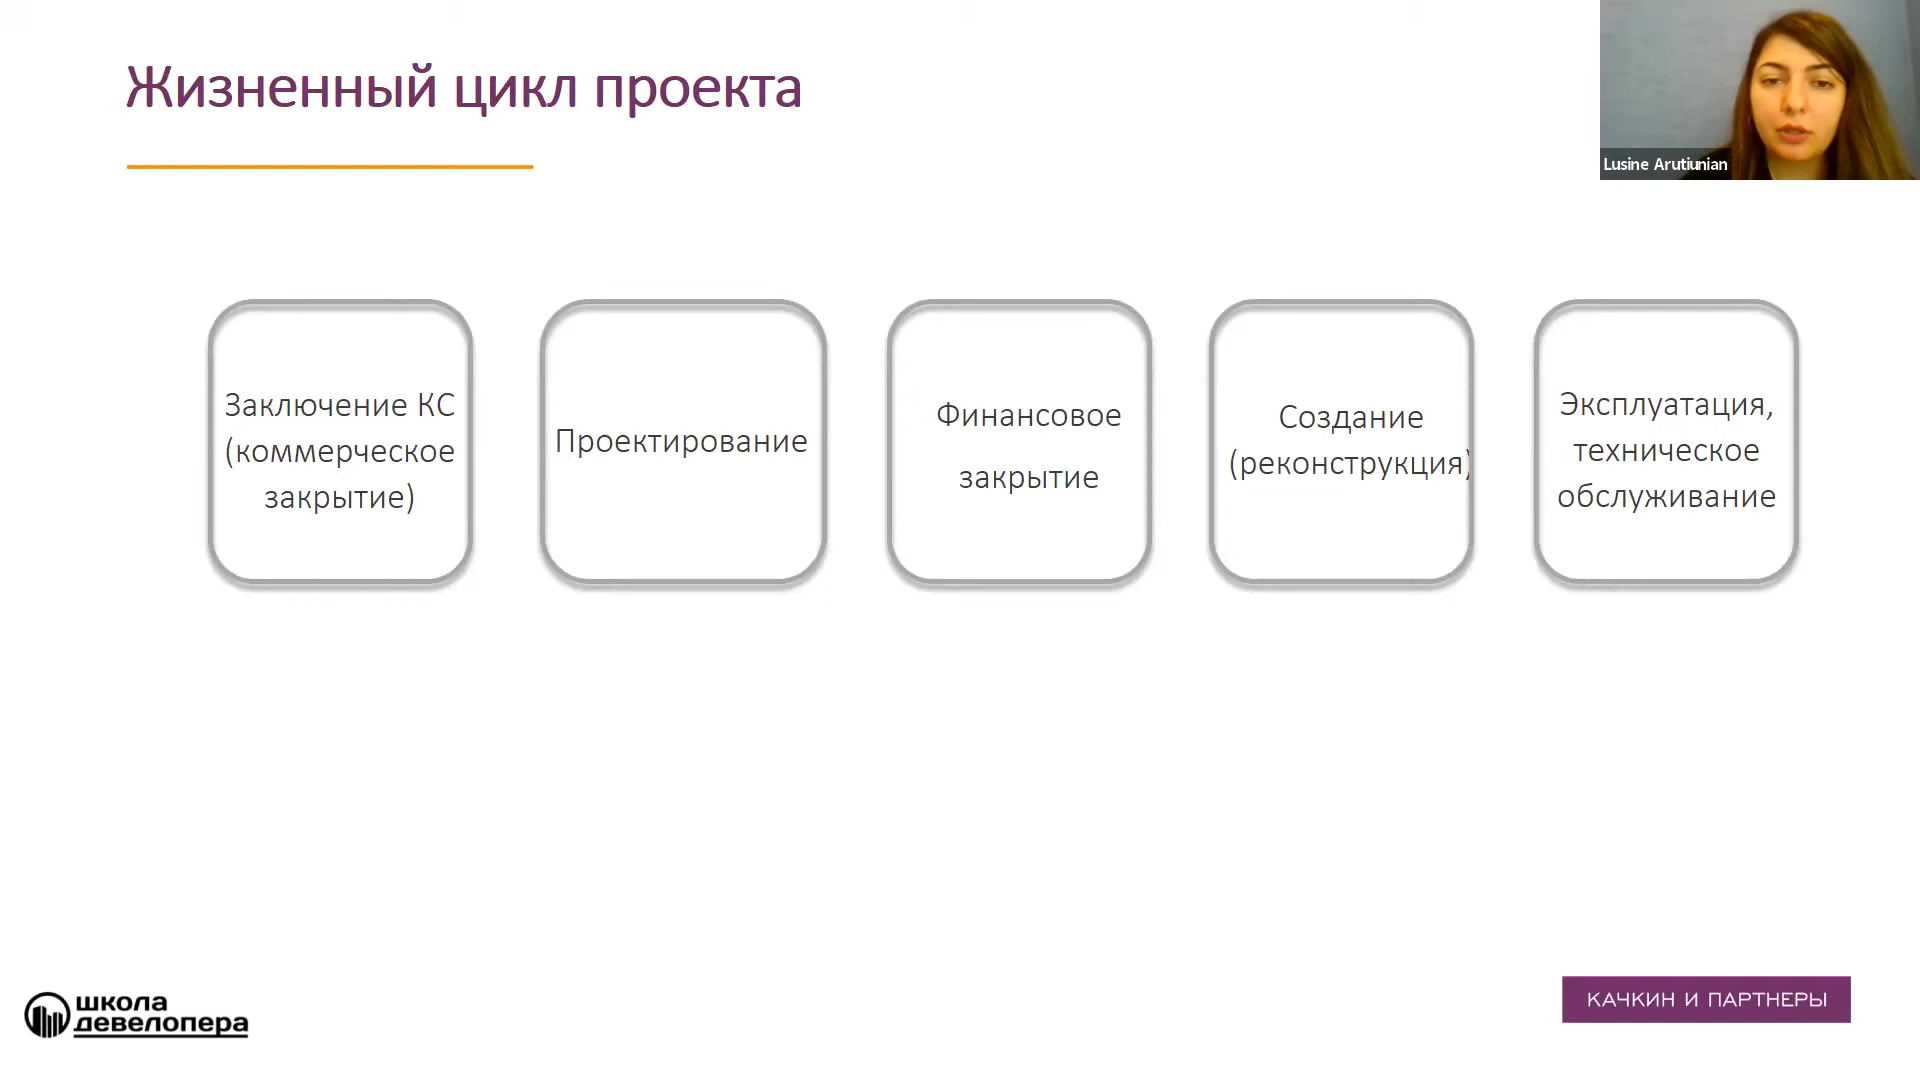 Жизненный цикл проекта
Lusine Arutiunian
Заключение КС
(коммерческое
закрытие)
Проектирование
Финансовое
закрытие
Создание
(реконструкция)
Эксплуатация,
техническое
обслуживание
школа
девелопера
КАЧКИН И ПАРТНЕРЫ